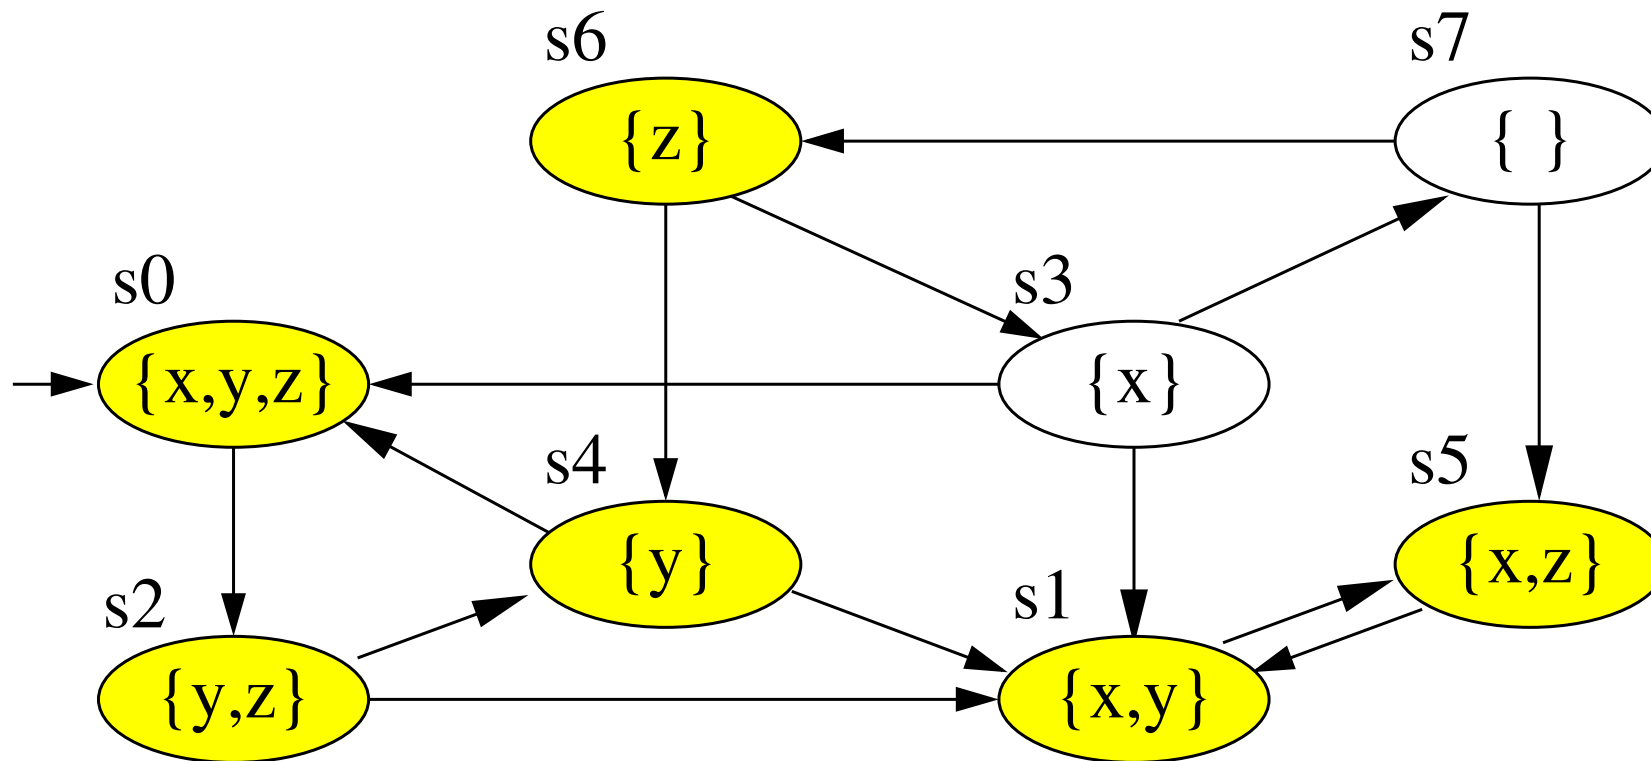 s6
s7
{z}
{ }
s0
s3
{x,y,z}
{x}
s4
s5
{y}
{x,z}
s2
s1
{y,z}
{x,y}